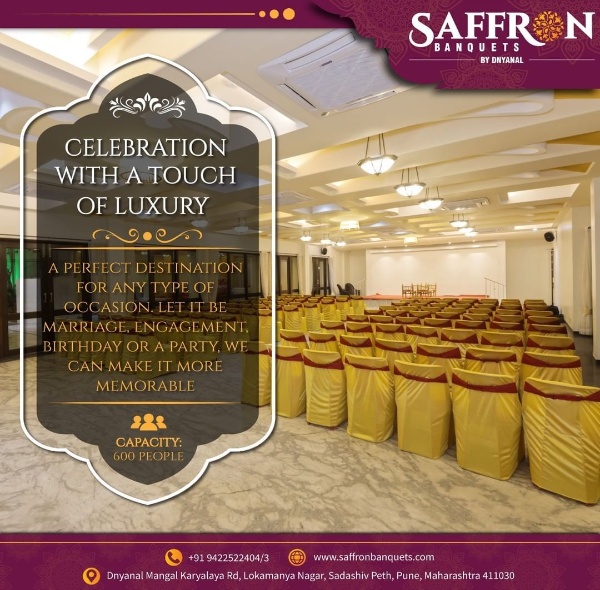 SAFFRON
BANQUETS
BY DNYANAL
CELEBRATION
WITH A TOUCH
OF LUXURY
A PERFECT DESTINATION
FOR ANY TYPE OF
OCCASION. LET IT BE
MARRIAGE, ENGAGEMENT,
BIRTHDAY OR A PARTY, WE
CAN MAKE IT MORE
MEMORABLE
CAPACITY:
600 PEOPLE
+91 9422522404/3 www.saffronbanquets.com
Dnyanal Mangal Karyalaya Rd, Lokamanya Nagar, Sadashiv Peth, Pune, Maharashtra 411030